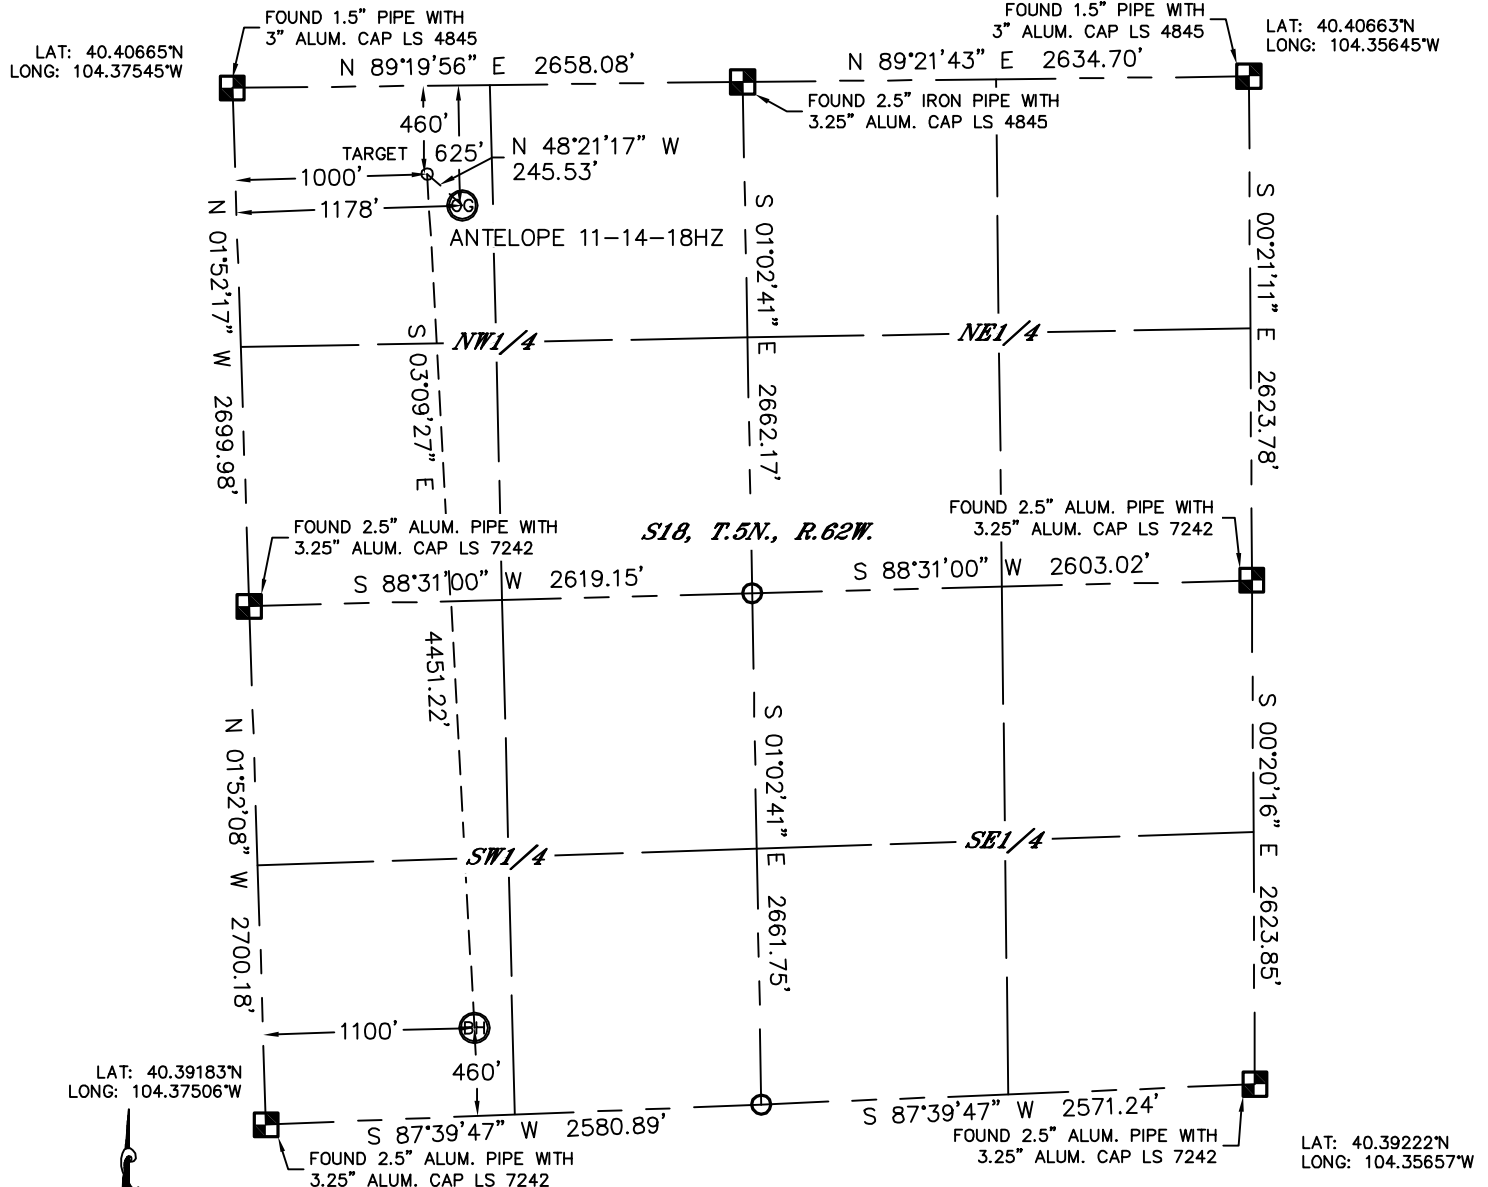 FOUND 1.5” PIPE WITH
3” ALUM. CAP LS 4845
LAT: 40.40665°N
LONG: 104.37545°W
FOUND 1.5” PIPE WITH
3” ALUM. CAP LS 4845
LAT: 40.40663°N
LONG: 104.35645°W
N 89°19’56” E 2658.08’
N 89°21’43” E 2634.70’
FOUND 2.5” IRON PIPE WITH
3.25” ALUM. CAP LS 4845
460’
TARGET
625’
N 48°21’17” W
245.53’
1000’
1178’
OG
ANTELOPE 11-14-18HZ
N 01°52’17” W 2699.98’
S 01°02’41” E 2662.17’
S 00°21’11” E 2623.78’
S 03°09’27” E
4451.22’
NW1/4
NE1/4
FOUND 2.5” ALUM. PIPE WITH
3.25” ALUM. CAP LS 7242
S18, T.5N., R.62W.
FOUND 2.5” ALUM. PIPE WITH
3.25” ALUM. CAP LS 7242
S 88°31’00” W 2619.15’
S 88°31’00” W 2603.02’
N 01°52’08” W 2700.18’
S 01°02’41” E 2661.75’
S 00°20’16” E 2623.85’
SW1/4
SE1/4
1100’
BH
460’
LAT: 40.39183°N
LONG: 104.37506°W
S 87°39’47” W 2580.89’
S 87°39’47” W 2571.24’
FOUND 2.5” ALUM. PIPE WITH
3.25” ALUM. CAP LS 7242
FOUND 2.5” ALUM. PIPE WITH
3.25” ALUM. CAP LS 7242
LAT: 40.39222°N
LONG: 104.35657°W